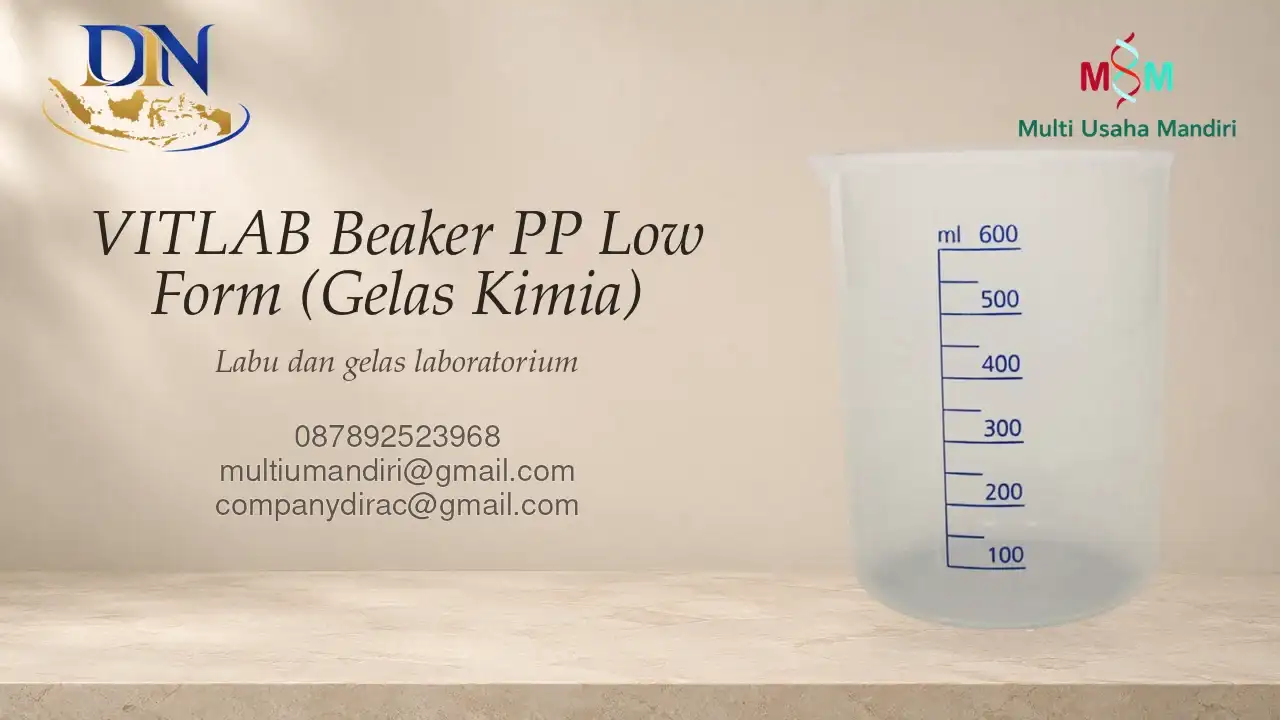 DIN
MSM
Multi Usaha Mandiri
VITLAB Beaker PP Low
Form (Gelas Kimia)
Labu dan gelas laboratorium
087892523968
multiumandiri@gmail.com
companydirac@gmail.com
ml 600
500
400
300
200
100